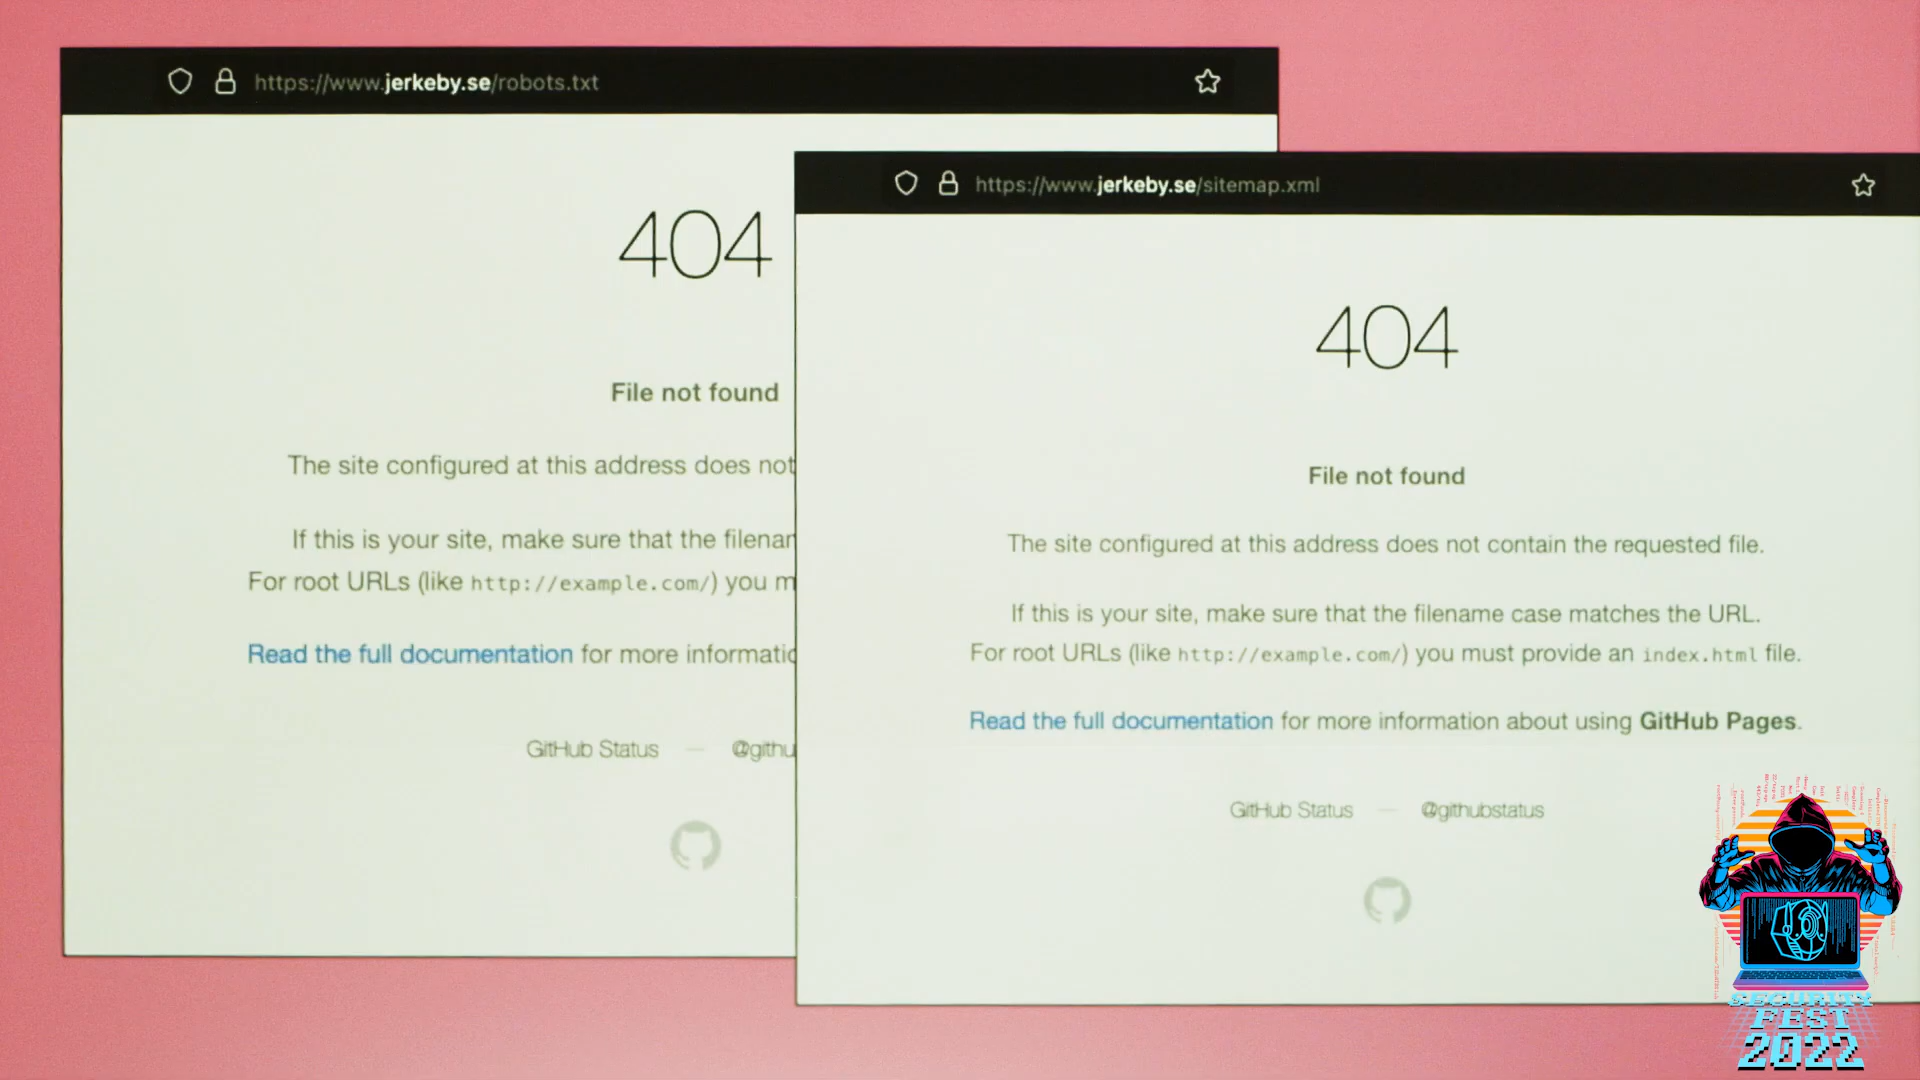 https://www.jerkeby.se/robots.txt
404
File not found
The site configured at this address does not
If this is your site, make sure that the filenar
For root URLs (like http://example.com/) you m
Read the full documentation for more informatic
GitHub Status — @githu
https://www.jerkeby.se/sitemap.xml
404
File not found
The site configured at this address does not contain the requested file.
If this is your site, make sure that the filename case matches the URL.
For root URLs (like http://example.com/) you must provide an index.html file.
Read the full documentation for more information about using GitHub Pages.
GitHub Status — @githubstatus
SECURITY
FEST
2022